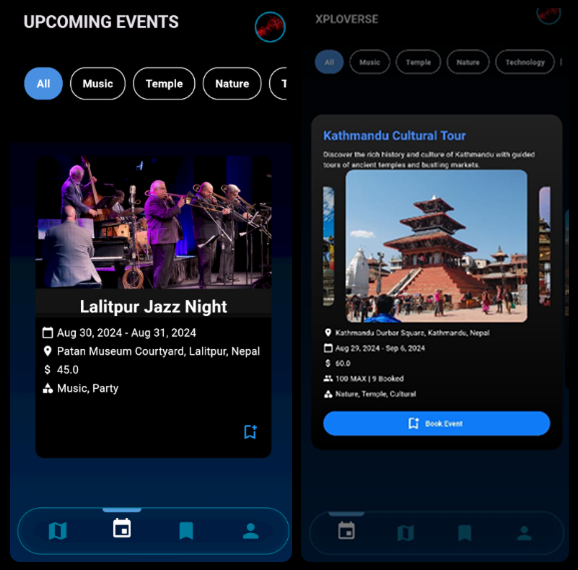 UPCOMING EVENTS
All
Music
Temple
Nature
T
Lalitpur Jazz Night
Aug 30, 2024 - Aug 31, 2024
Patan Museum Courtyard, Lalitpur, Nepal
$ 45.0
Music, Party
XPLOVERSE
All
Music
Temple
Nature
Technology
Kathmandu Cultural Tour
Discover the rich history and culture of Kathmandu with guided
tours of ancient temples and bustling markets.
Kathmandu Durbar Square, Kathmandu, Nepal
Aug 29, 2024 - Sep 6, 2024
$ 60.0
100 MAX | 9 Booked
Nature, Temple, Cultural
Book Event